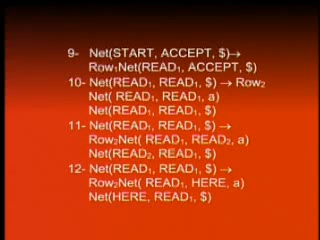 9- Net(START, ACCEPT, $)→
Row₁Net(READ₁, ACCEPT, $)
10- Net(READ₁, READ₁, $) → Row₂
Net( READ₁, READ₁, a)
Net(READ₁, READ₁, $)
11- Net(READ₁, READ₁, $) →
Row₂Net( READ₁, READ₂, a)
Net(READ₂, READ₁, $)
12- Net(READ₁, READ₁, $) →
Row₂Net( READ₁, HERE, a)
Net(HERE, READ₁, $)